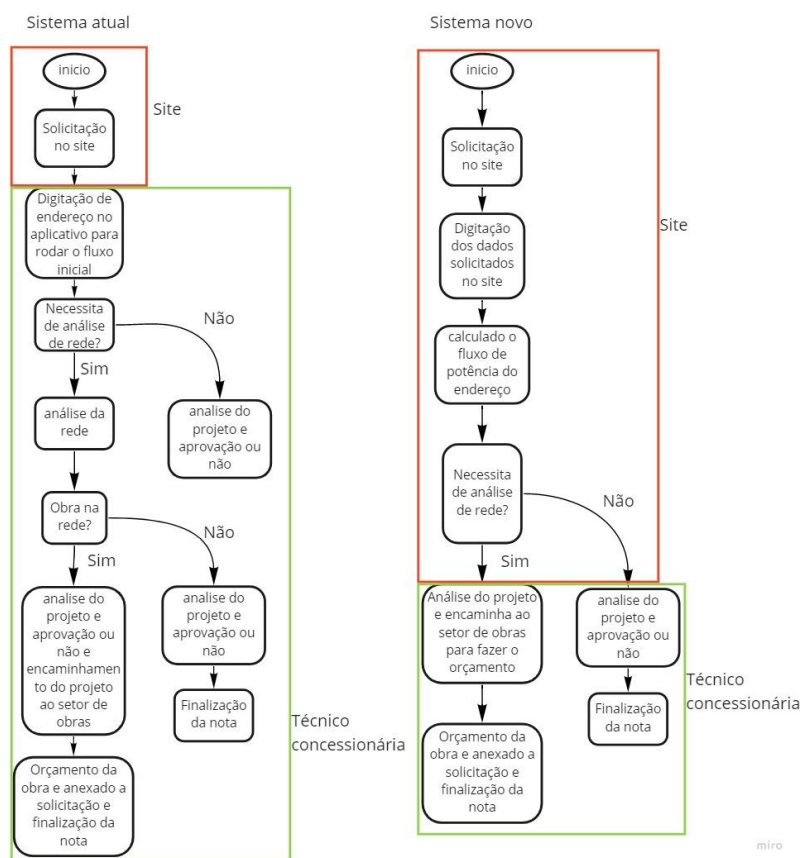 Sistema atual
inicio
Site
Solicitação
no site
Digitação de
endereço no
aplicativo para
rodar o fluxo
inicial
Necessita
de análise
de rede?
Não
Sim
análise da
rede
analise do
projeto e
aprovação ou
não
Obra na
rede?
Não
Sim
analise do
projeto e
aprovação ou
não e
encaminhamen
to do projeto
ao setor de
obras
analise do
projeto e
aprovação ou
não
Finalização
da nota
Técnico
concessionária
Orçamento da
obra e anexado a
solicitação e
finalização da
nota
Sistema novo
inicio
Solicitação
no site
Site
Digitação
dos dados
solicitados
no site
calculado o
fluxo de
potência do
endereço
Necessita
de análise
de rede?
Não
Sim
Análise do projeto
e encaminha ao
setor de obras
para fazer o
orçamento
analise do
projeto e
aprovação ou
não
Técnico
concessionária
Finalização
da nota
Orçamento da
obra e anexado a
solicitação e
finalização da
nota
miro